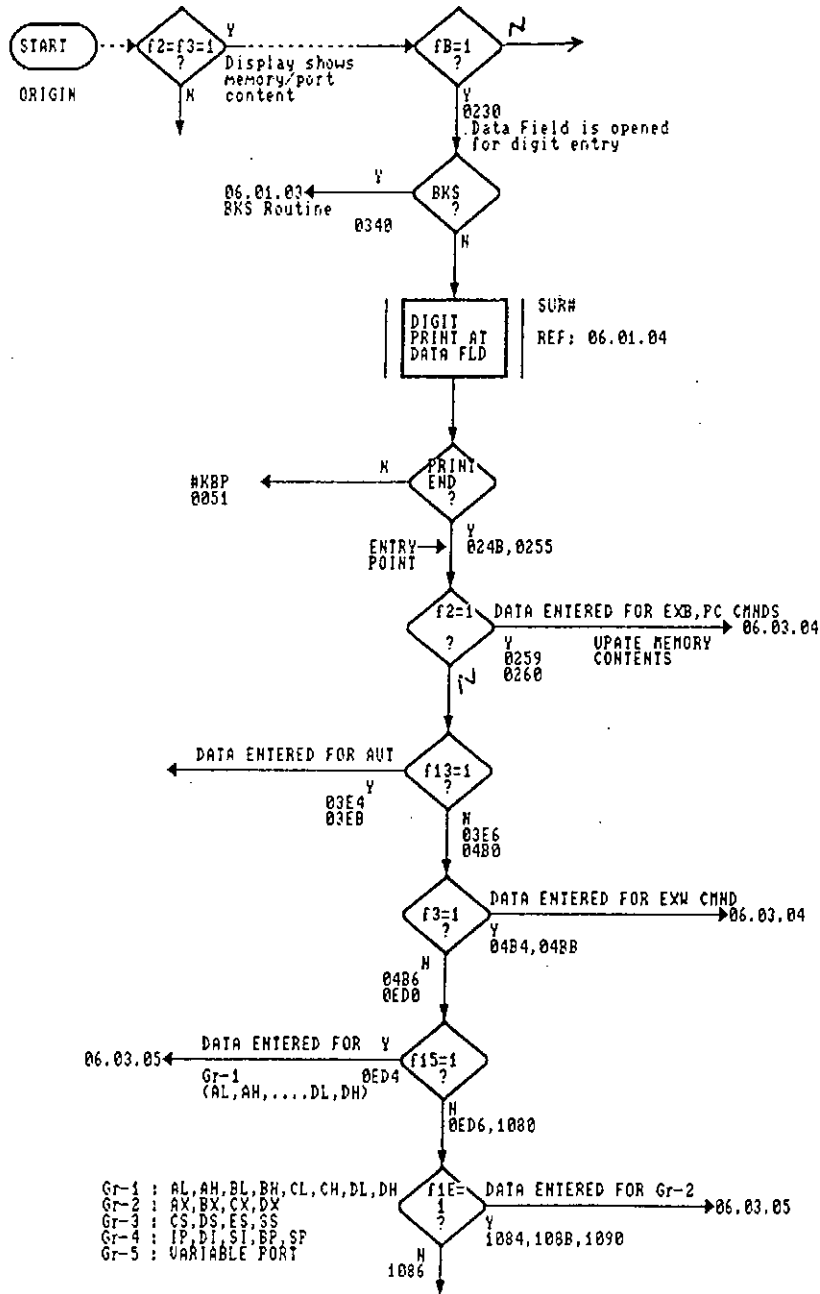 START
ORIGIN
f2=f3=1
?
Y
Display shows
memory/port
content
N
fB=1
?
N
Y
0230
Data Field is opened
for digit entry
BKS
?
Y
06.01.03
BKS Routine
0340
N
DIGIT
PRINT AT
DATA FLD
SUR#
REF: 06.01.04
PRINT
END
?
N
#KBP
0051
ENTRY
POINT
Y
024B,0255
f2=1
?
DATA ENTERED FOR EXB,PC CMNDS
06.03.04
Y
0259
0260
UPATE MEMORY
CONTENTS
N
f13=1
?
DATA ENTERED FOR AUT
Y
03E4
03EB
N
03E6
04B0
f3=1
?
DATA ENTERED FOR EXW CMND
06.03.04
Y
04B4,04BB
N
04B6
0ED0
f15=1
?
DATA ENTERED FOR Y
06.03.05
Gr-1
0ED4
(AL,AH,....DL,DH)
N
0ED6,1080
f1E=
1
?
DATA ENTERED FOR Gr-2
06.03.05
Y
1084,108B,1090
N
1086
Gr-1 : AL,AH,BL,BH,CL,CH,DL,DH
Gr-2 : AX,BX,CX,DX
Gr-3 : CS,DS,ES,SS
Gr-4 : IP,DI,SI,BP,SP
Gr-5 : VARIABLE PORT